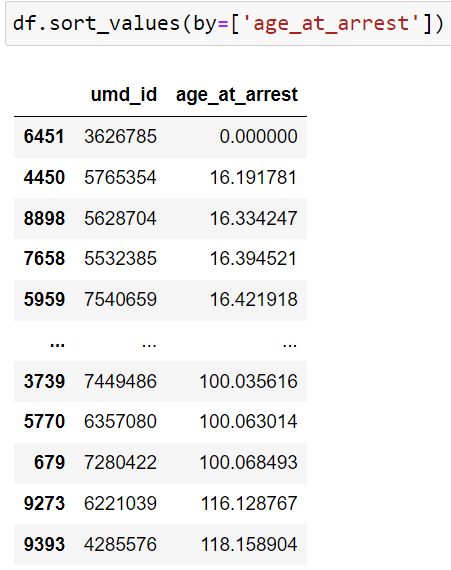 df.sort_values(by=['age_at_arrest'])
umd_id age_at_arrest
6451 3626785 0.000000
4450 5765354 16.191781
8898 5628704 16.334247
7658 5532385 16.394521
5959 7540659 16.421918
... ... ...
3739 7449486 100.035616
5770 6357080 100.063014
679 7280422 100.068493
9273 6221039 116.128767
9393 4285576 118.158904